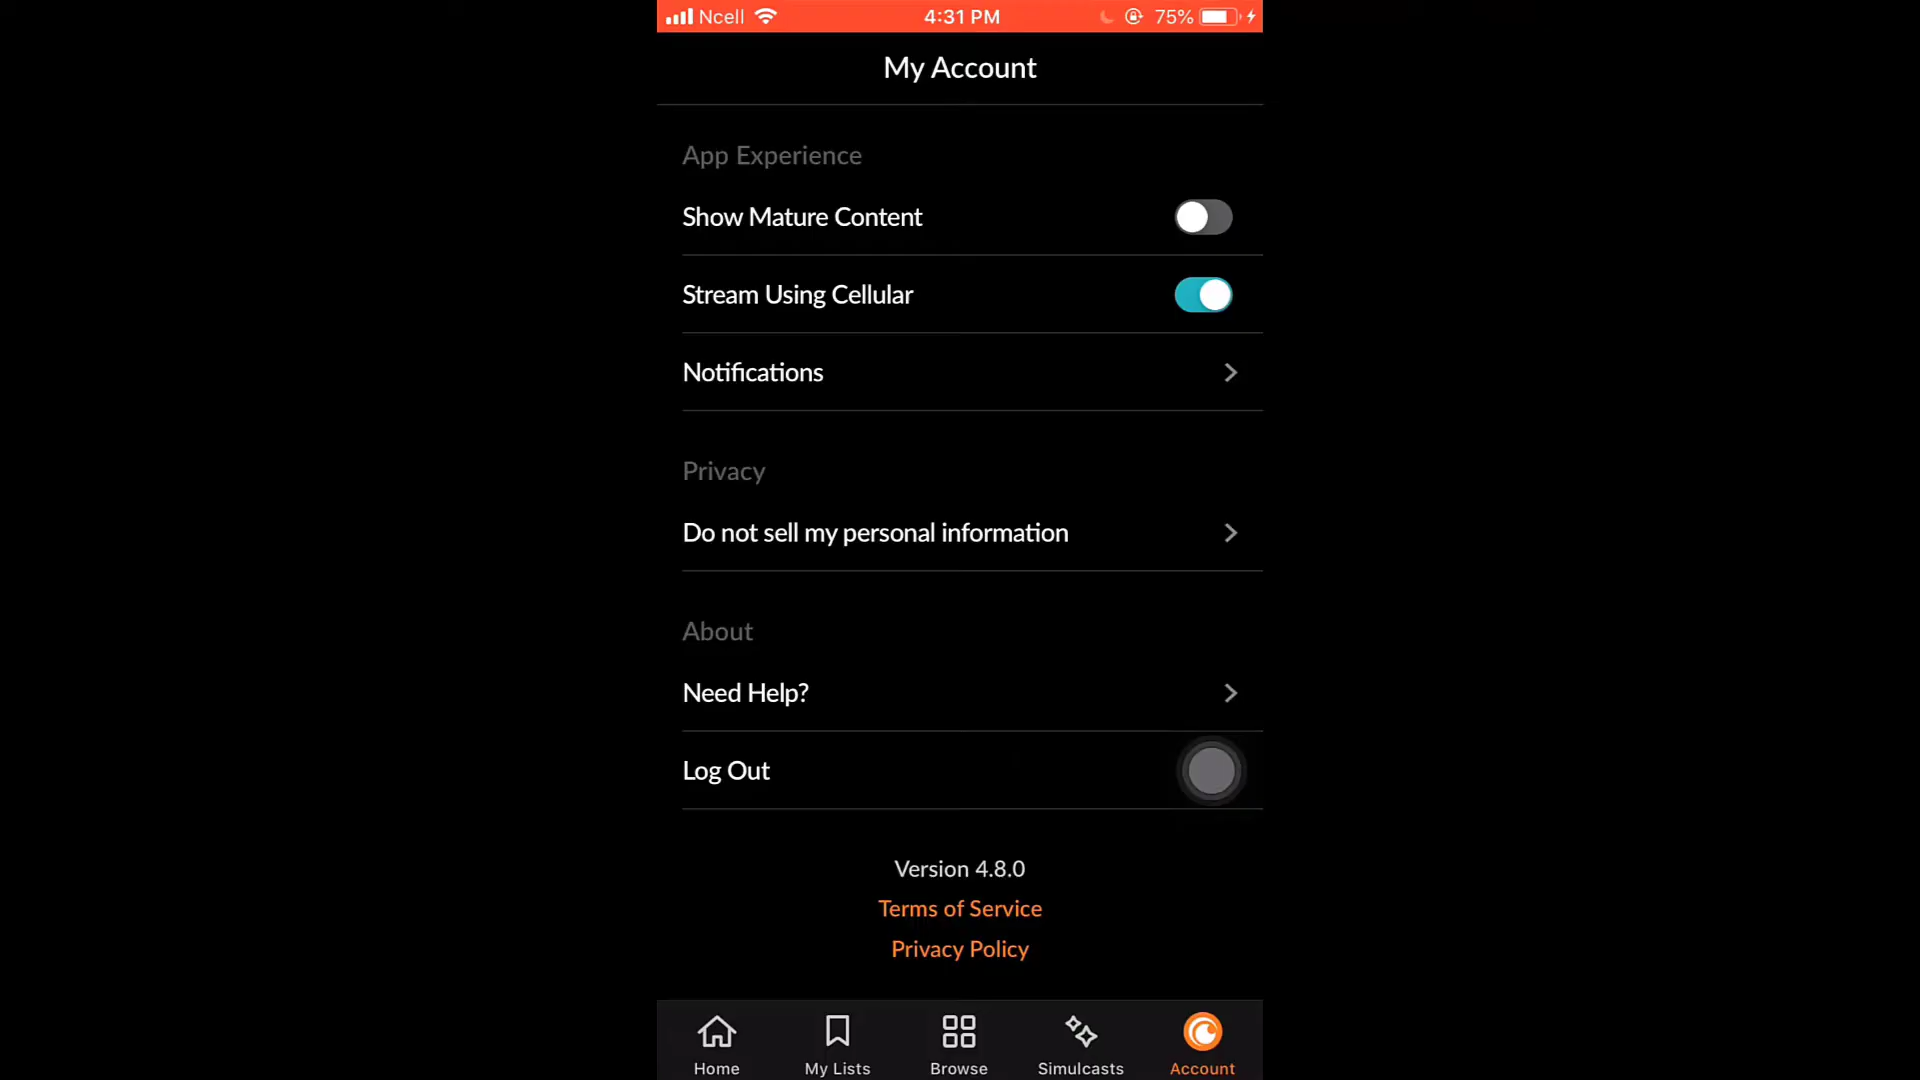 Ncell 4:31 PM 75%
My Account
App Experience
Show Mature Content
Stream Using Cellular
Notifications
Privacy
Do not sell my personal information
About
Need Help?
Log Out
Version 4.8.0
Terms of Service
Privacy Policy
Home My Lists Browse Simulcasts Account